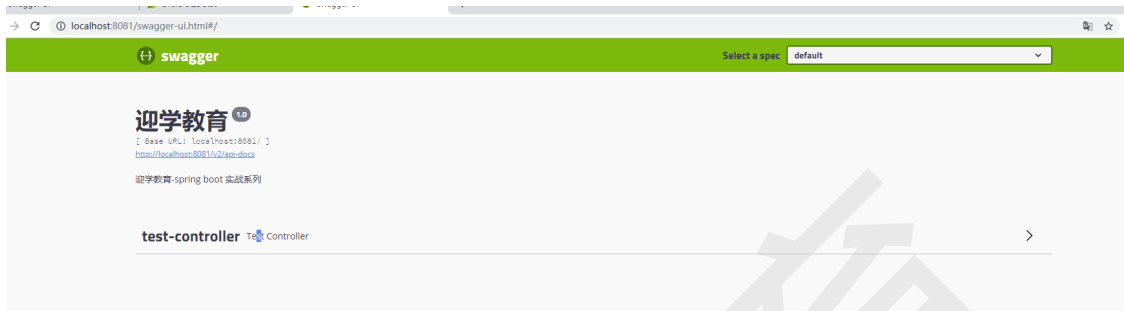 localhost:8081/swagger-ui.html#/
swagger
Select a spec default
迎学教育 1.0
[ Base URL: localhost:8081/ ]
http://localhost:8081/v2/api-docs
迎学教育-spring boot 实战系列
test-controller Test Controller